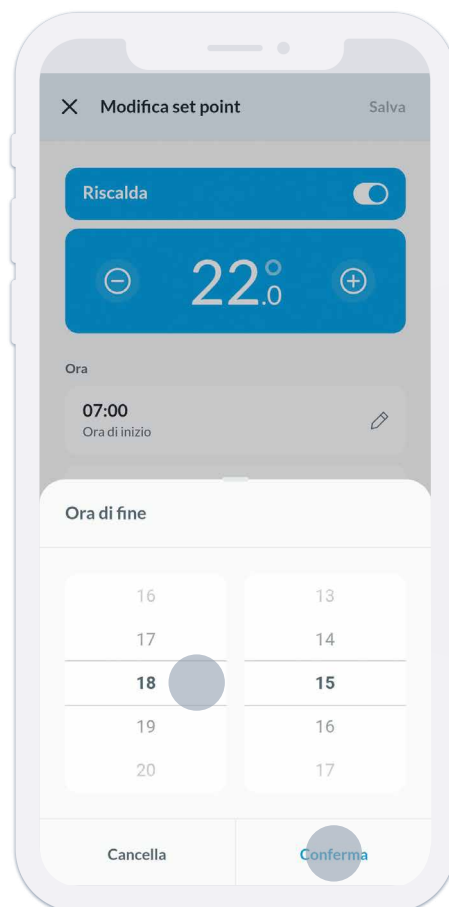 Modifica set point Salva
Riscalda
22.0°
Ora
07:00
Ora di inizio
Ora di fine
16 13
17 14
18 15
19 16
20 17
Cancella Conferma